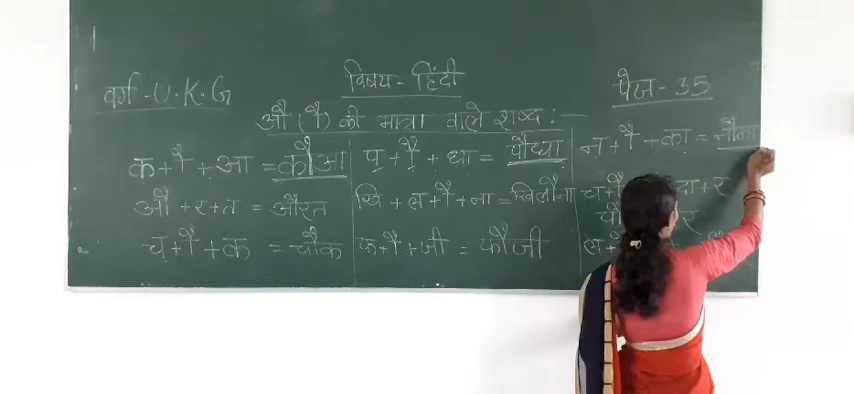 वर्ग - U.K.G
विषय - हिंदी
पेज - 35
औ (ौ) की मात्रा वाले शब्द :-
क + ौ + आ = कौआ
औ + र + त = औरत
च + ौ + क = चौक
प + ौ + धा = पौधा
खि + ल + ौ + ना = खिलौना
फ + ौ + जी = फौजी
न + ौ + का = नौका